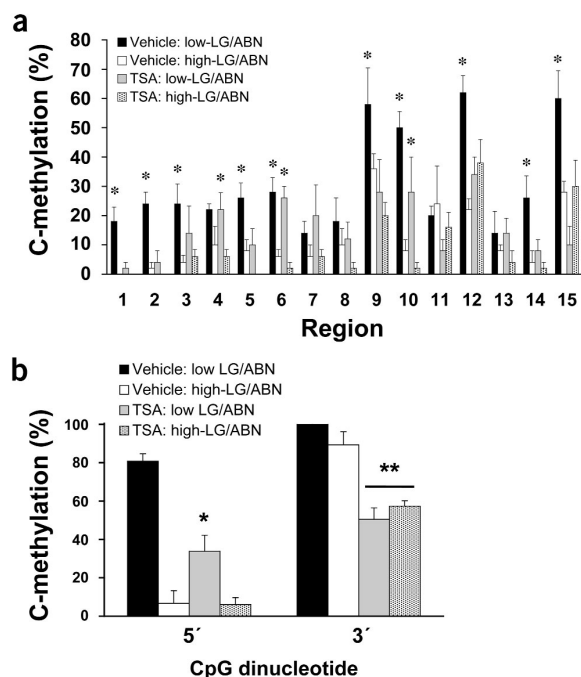 a
C-methylation (%)
80
70
60
50
40
30
20
10
0
Vehicle: low-LG/ABN
Vehicle: high-LG/ABN
TSA: low-LG/ABN
TSA: high-LG/ABN
* * * * * * * * * * * * *
1 2 3 4 5 6 7 8 9 10 11 12 13 14 15
Region
b
Vehicle: low LG/ABN
Vehicle: high-LG/ABN
TSA: low LG/ABN
TSA: high-LG/ABN
C-methylation (%)
100
80
60
40
20
0
*
**
5´ 3´
CpG dinucleotide